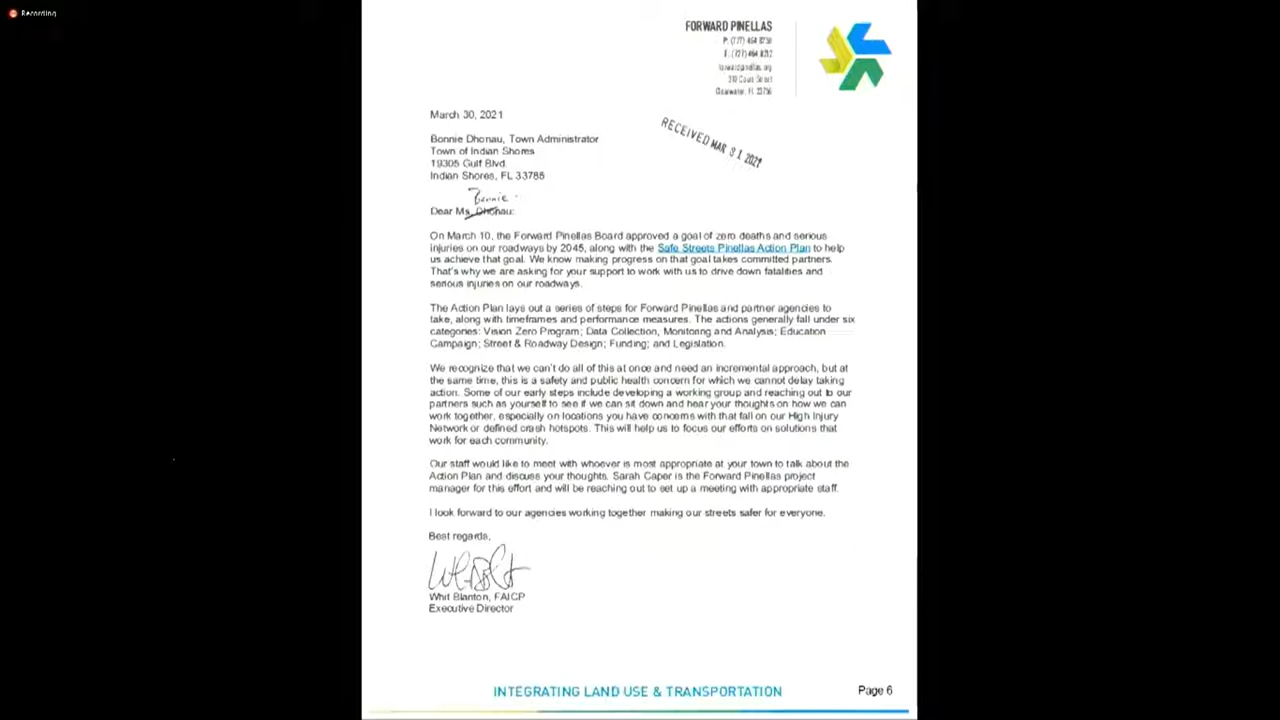 Recording
FORWARD PINELLAS
forwardpinellas.org
310 Court Street
March 30, 2021
RECEIVED MAR 31 2021
Bonnie Dhonau, Town Administrator
Town of Indian Shores
19305 Gulf Blvd.
Indian Shores, FL 33785
Bonnie -
Dear Ms. Dhonau:
On March 10, the Forward Pinellas Board approved a goal of zero deaths and serious
injuries on our roadways by 2045, along with the Safe Streets Pinellas Action Plan to help
us achieve that goal. We know making progress on that goal takes committed partners.
That's why we are asking for your support to work with us to drive down fatalities and
serious injuries on our roadways.
The Action Plan lays out a series of steps for Forward Pinellas and partner agencies to
take, along with timeframes and performance measures. The actions generally fall under six
categories: Vision Zero Program; Data Collection, Monitoring and Analysis; Education
Campaign; Street & Roadway Design; Funding; and Legislation.
We recognize that we can't do all of this at once and need an incremental approach, but at
the same time, this is a safety and public health concern for which we cannot delay taking
action. Some of our early steps include developing a working group and reaching out to our
partners such as yourself to see if we can sit down and hear your thoughts on how we can
work together, especially on locations you have concerns with that fall on our High Injury
Network or defined crash hotspots. This will help us to focus our efforts on solutions that
work for each community.
Our staff would like to meet with whoever is most appropriate at your town to talk about the
Action Plan and discuss your thoughts. Sarah Caper is the Forward Pinellas project
manager for this effort and will be reaching out to set up a meeting with appropriate staff.
I look forward to our agencies working together making our streets safer for everyone.
Best regards,
Whit Blanton, FAICP
Executive Director
INTEGRATING LAND USE & TRANSPORTATION
Page 6